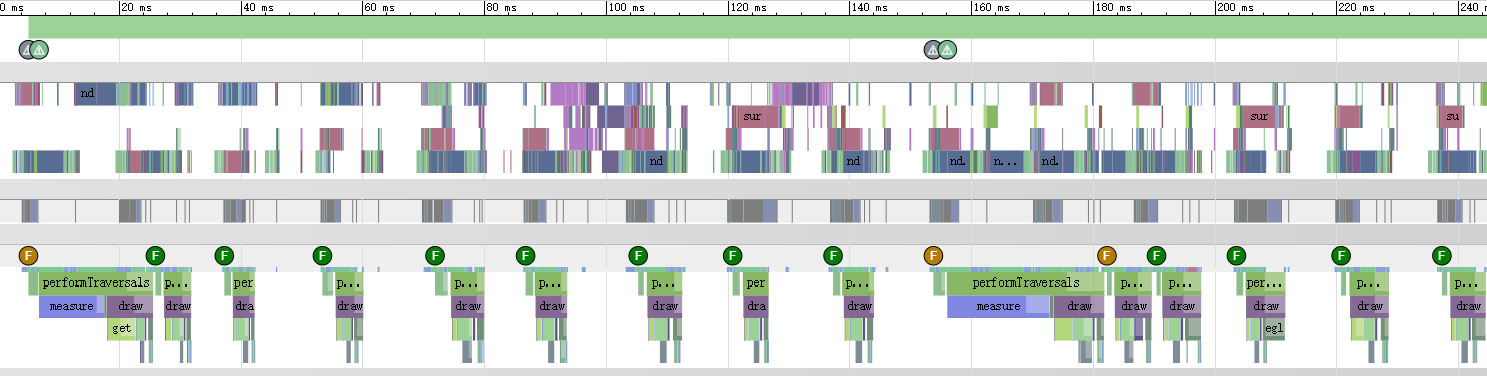 0 ms 20 ms 40 ms 60 ms 80 ms 100 ms 120 ms 140 ms 160 ms 180 ms 200 ms 220 ms 240
nd
sur sur su
nd nd nd. n... nd.
F F F F F F F F F F F F F F F
performTraversals p... per p... p... p... p... per p... performTraversals p... p... per... p... p...
measure draw draw dra draw draw draw draw dra draw measure draw draw draw draw draw draw
get egl